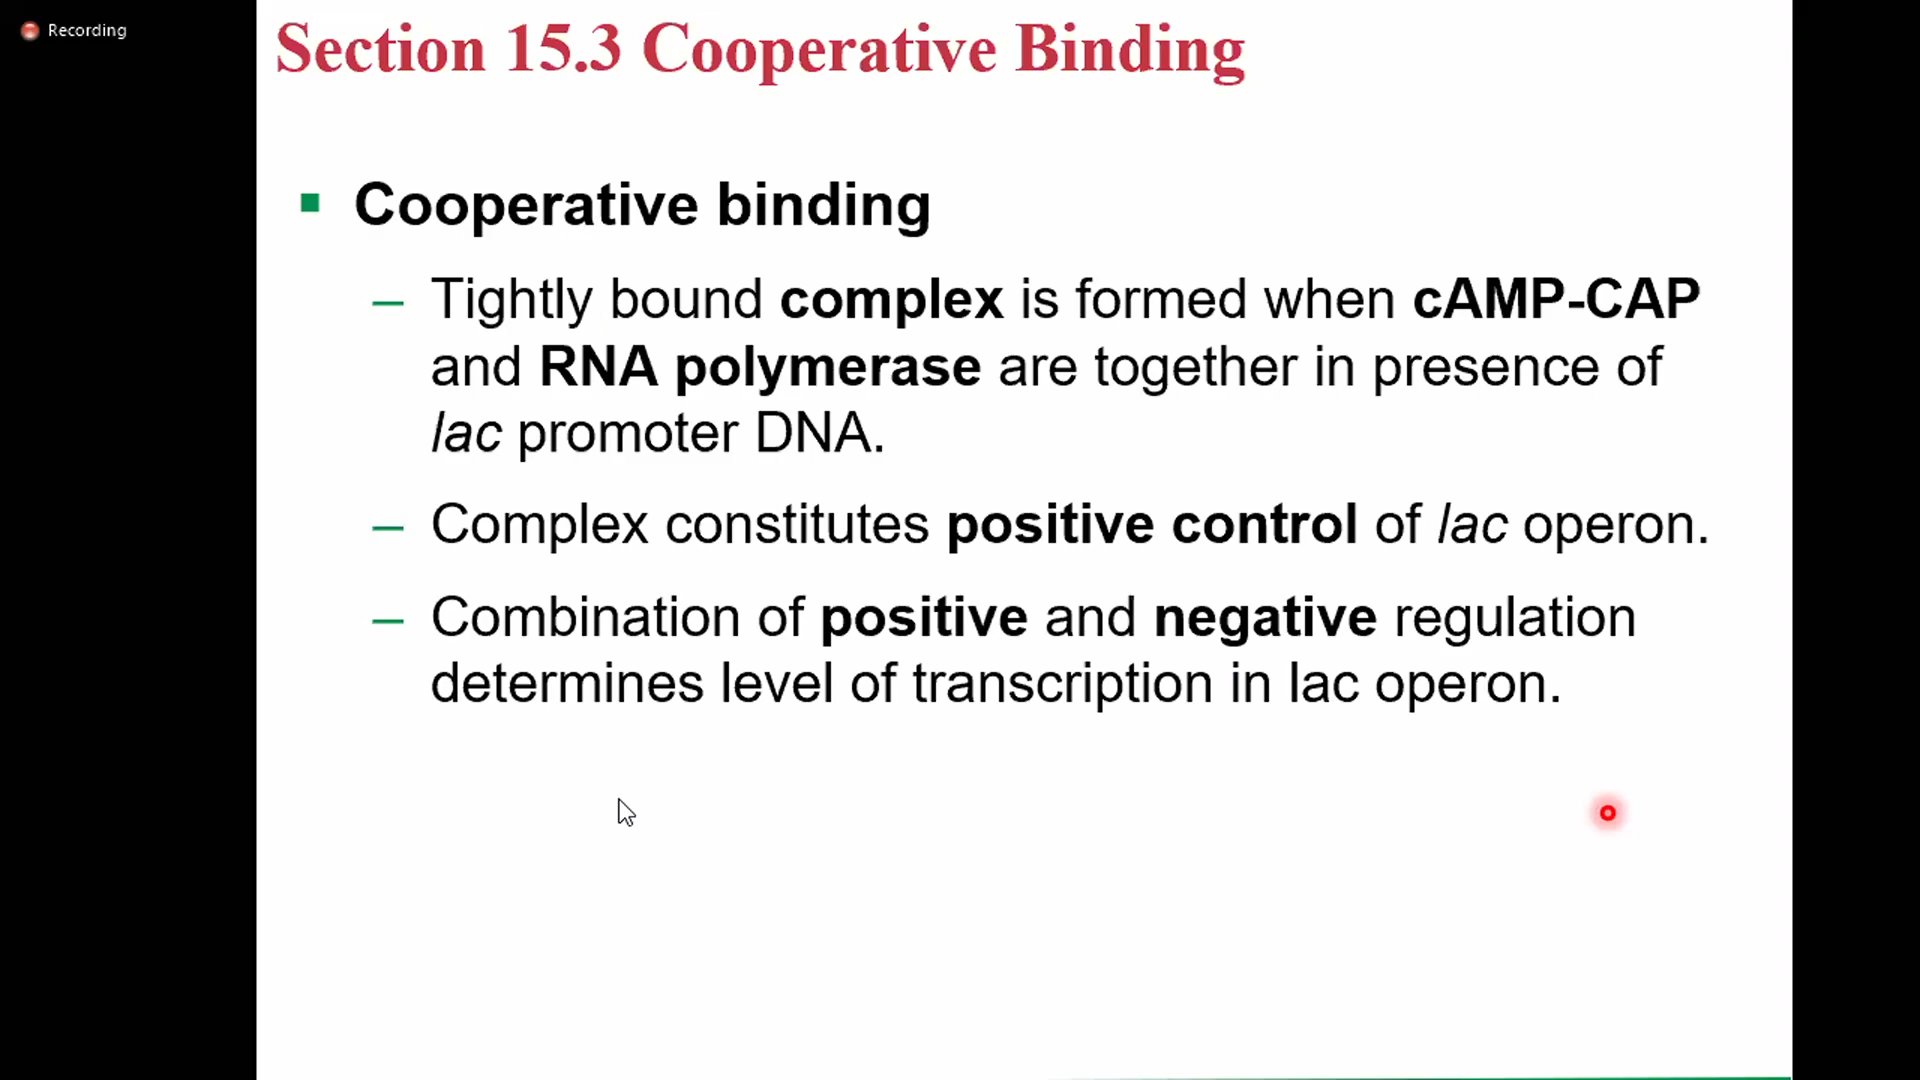 Recording
Section 15.3 Cooperative Binding
▪ Cooperative binding
– Tightly bound complex is formed when cAMP-CAP
and RNA polymerase are together in presence of
lac promoter DNA.
– Complex constitutes positive control of lac operon.
– Combination of positive and negative regulation
determines level of transcription in lac operon.